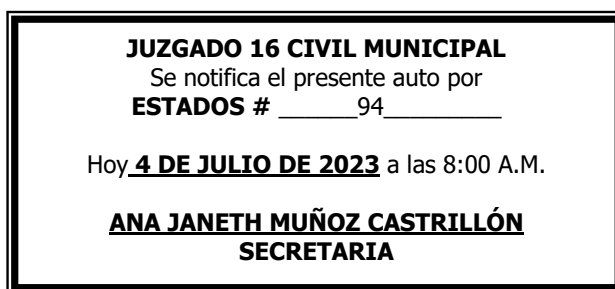 JUZGADO 16 CIVIL MUNICIPAL
Se notifica el presente auto por
ESTADOS # ______94__________
Hoy 4 DE JULIO DE 2023 a las 8:00 A.M.
ANA JANETH MUÑOZ CASTRILLÓN
SECRETARIA